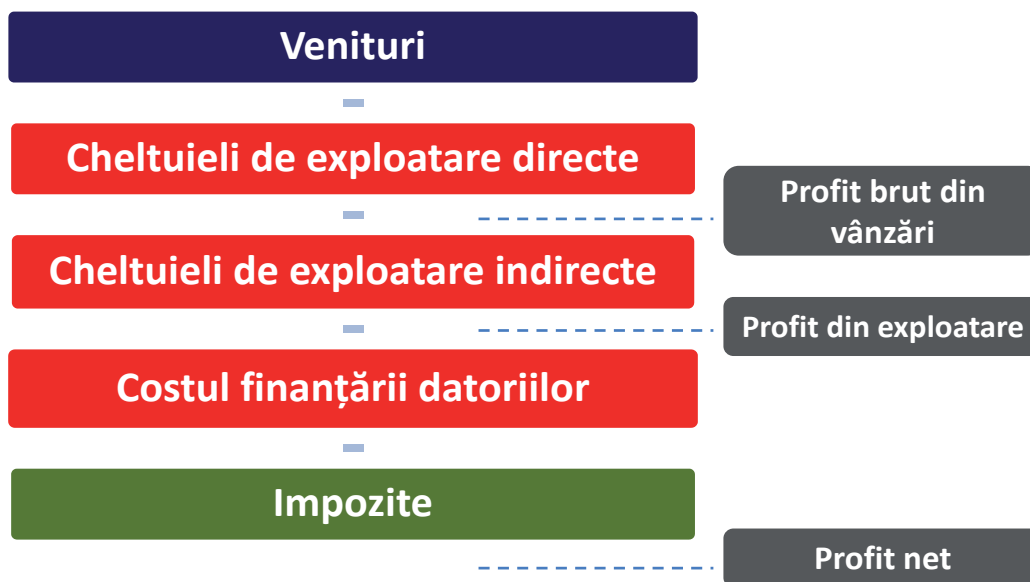 Venituri
Cheltuieli de exploatare directe
Profit brut din
vânzări
Cheltuieli de exploatare indirecte
Profit din exploatare
Costul finanțării datoriilor
Impozite
Profit net